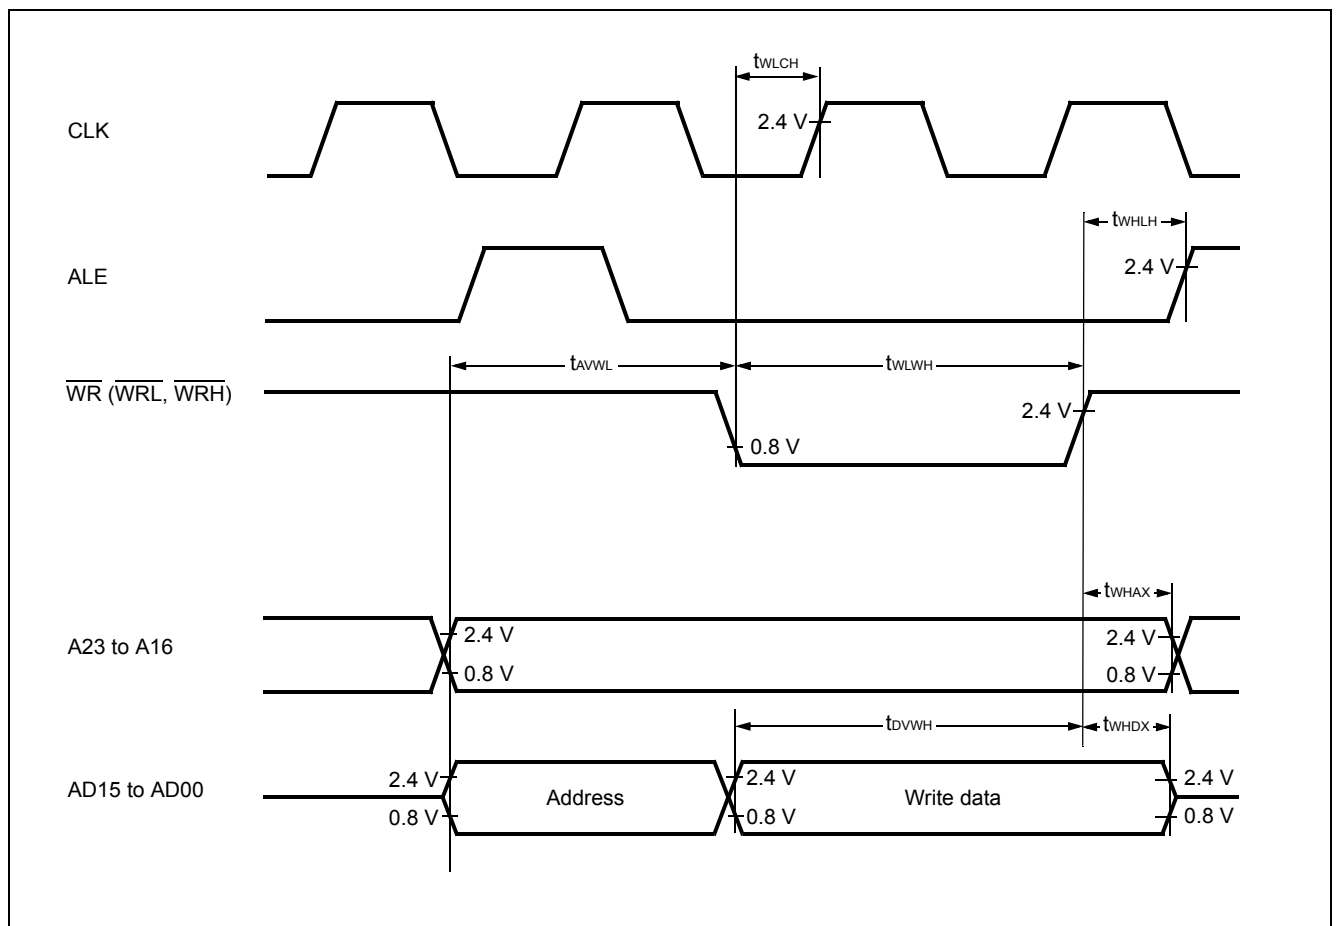 tWLCH
CLK
2.4 V
tWHLH
ALE
2.4 V
tAVWL
tWLWH
WR (WRL, WRH)
2.4 V
0.8 V
tWHAX
A23 to A16
2.4 V
2.4 V
0.8 V
0.8 V
tDVWH
tWHDX
AD15 to AD00
2.4 V
2.4 V
2.4 V
Address
Write data
0.8 V
0.8 V
0.8 V